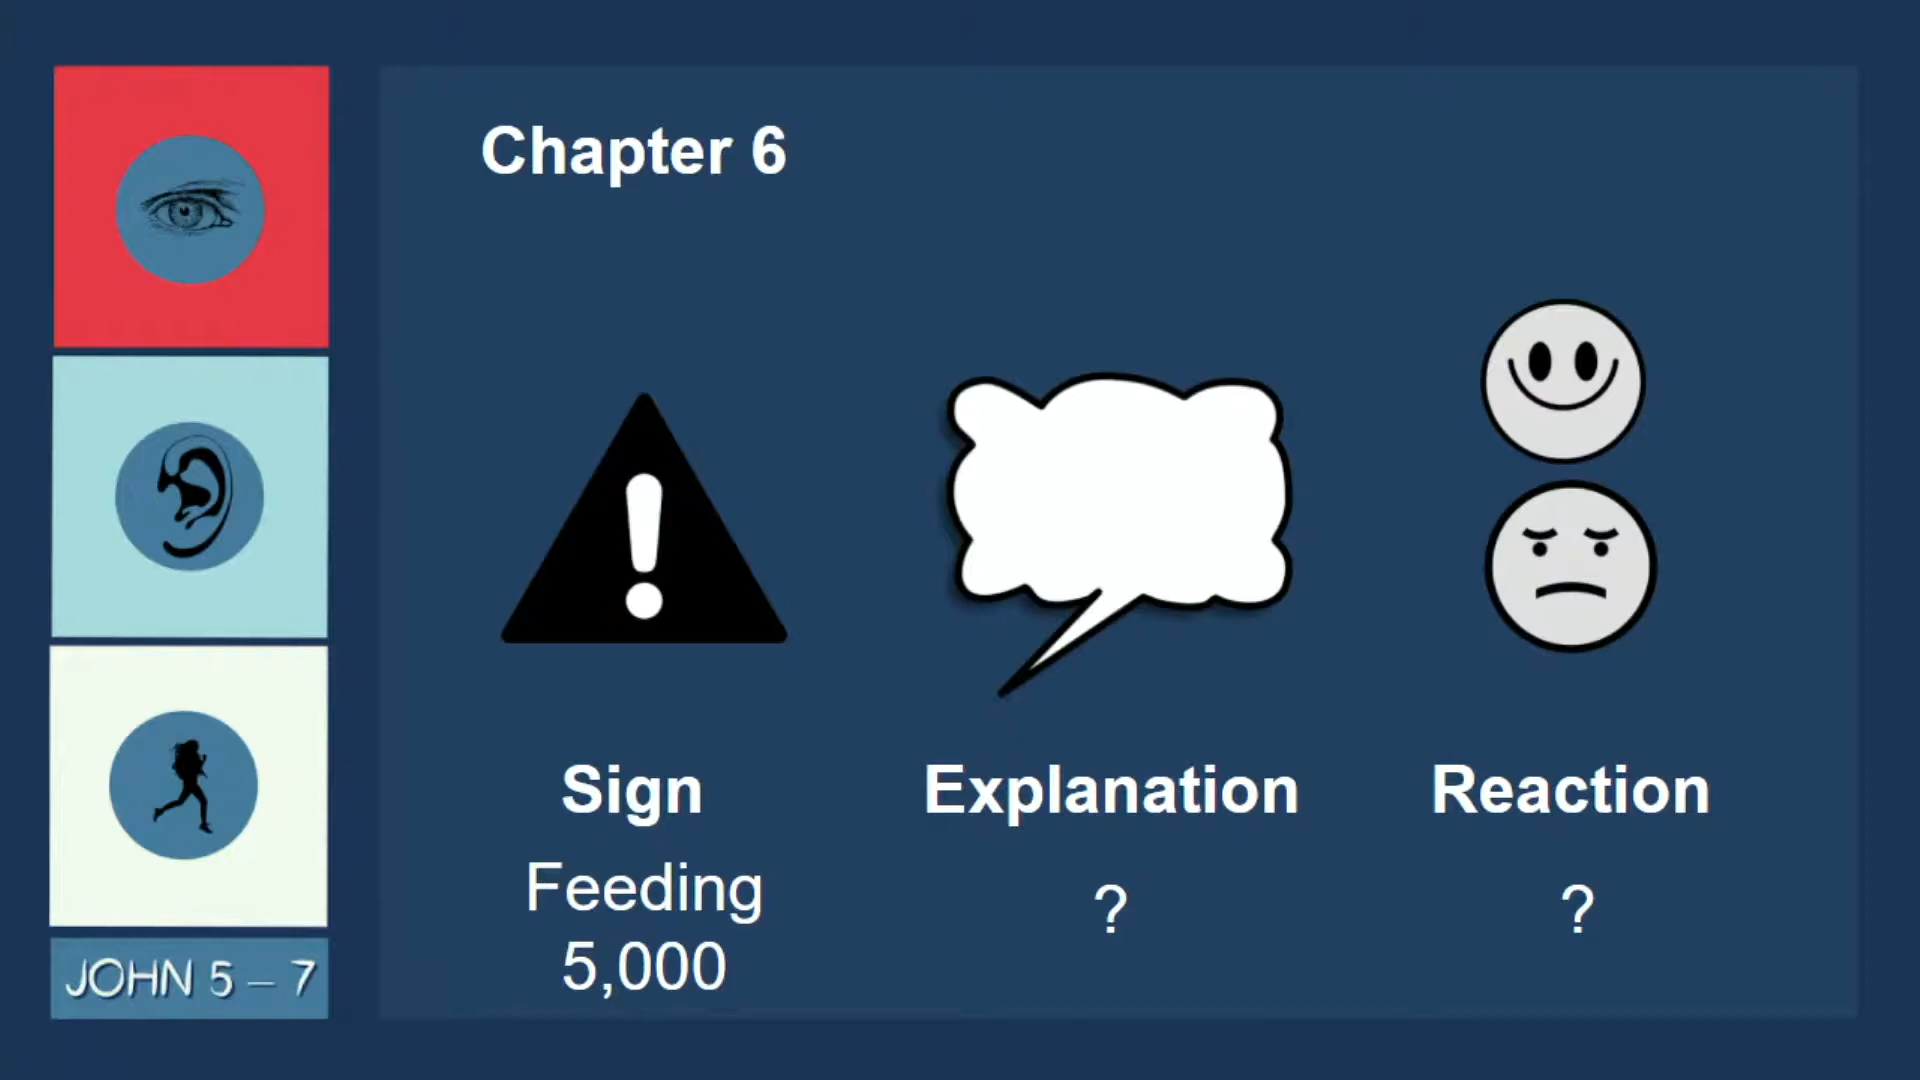 Chapter 6
Sign
Explanation
Reaction
Feeding
5,000
?
?
JOHN 5 – 7